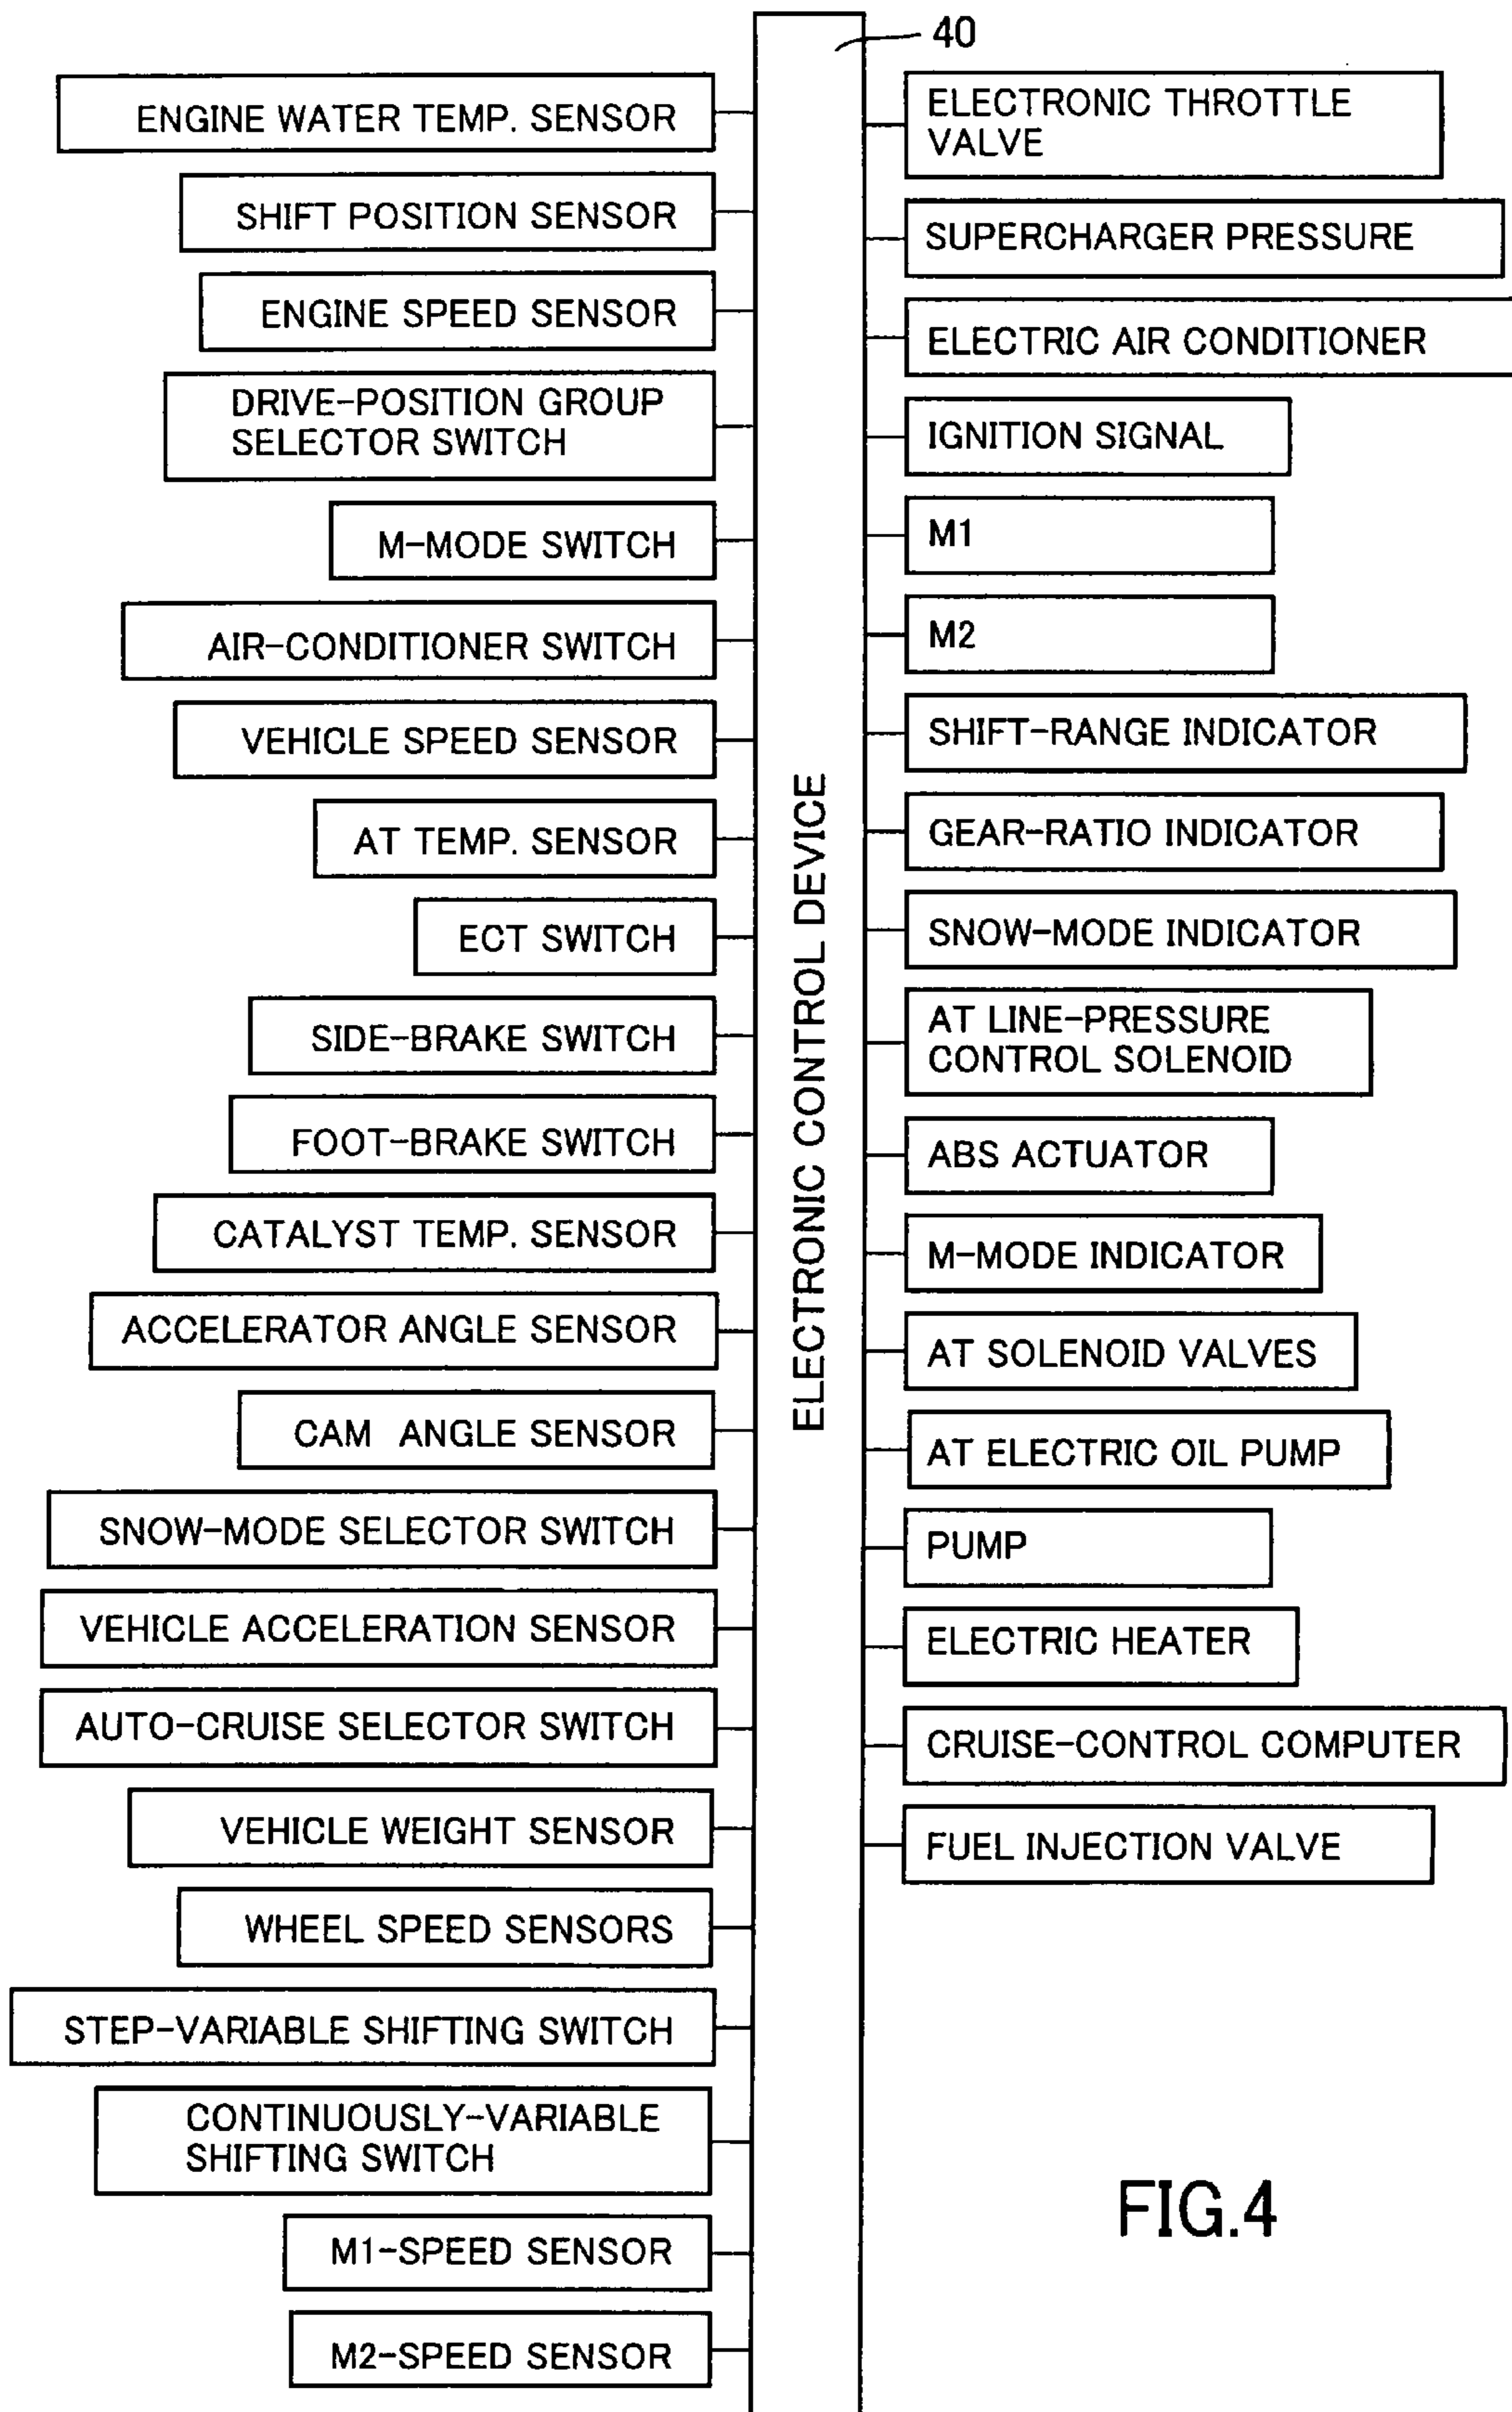 40
ENGINE WATER TEMP. SENSOR
SHIFT POSITION SENSOR
ENGINE SPEED SENSOR
DRIVE-POSITION GROUP
SELECTOR SWITCH
M-MODE SWITCH
AIR-CONDITIONER SWITCH
VEHICLE SPEED SENSOR
AT TEMP. SENSOR
ECT SWITCH
SIDE-BRAKE SWITCH
FOOT-BRAKE SWITCH
CATALYST TEMP. SENSOR
ACCELERATOR ANGLE SENSOR
CAM ANGLE SENSOR
SNOW-MODE SELECTOR SWITCH
VEHICLE ACCELERATION SENSOR
AUTO-CRUISE SELECTOR SWITCH
VEHICLE WEIGHT SENSOR
WHEEL SPEED SENSORS
STEP-VARIABLE SHIFTING SWITCH
CONTINUOUSLY-VARIABLE
SHIFTING SWITCH
M1-SPEED SENSOR
M2-SPEED SENSOR
ELECTRONIC CONTROL DEVICE
ELECTRONIC THROTTLE
VALVE
SUPERCHARGER PRESSURE
ELECTRIC AIR CONDITIONER
IGNITION SIGNAL
M1
M2
SHIFT-RANGE INDICATOR
GEAR-RATIO INDICATOR
SNOW-MODE INDICATOR
AT LINE-PRESSURE
CONTROL SOLENOID
ABS ACTUATOR
M-MODE INDICATOR
AT SOLENOID VALVES
AT ELECTRIC OIL PUMP
PUMP
ELECTRIC HEATER
CRUISE-CONTROL COMPUTER
FUEL INJECTION VALVE
FIG.4